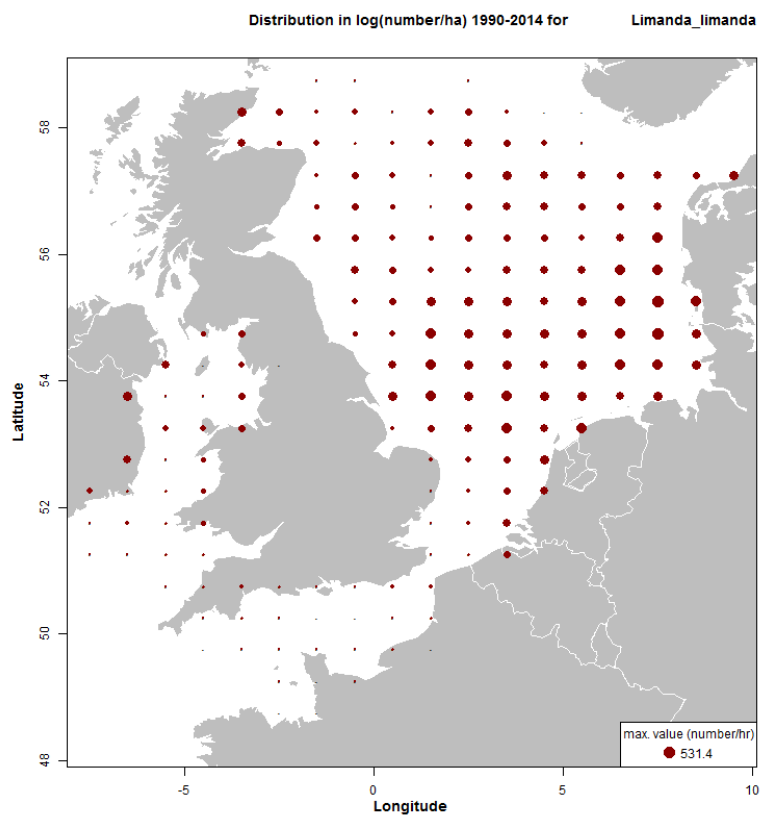 Distribution in log(number/ha) 1990-2014 for Limanda_limanda
58
56
54
52
50
48
Latitude
max. value (number/hr)
531.4
-5 0 5 10
Longitude